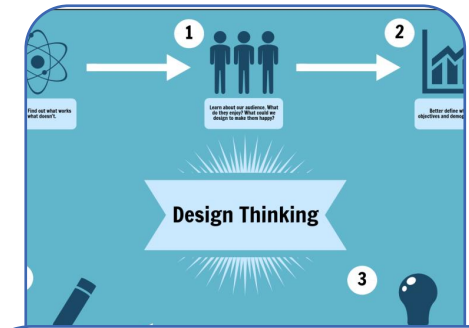 1
2
Find out what works
what doesn't.
Learn about our audience. What
do they enjoy? What could we
design to make them happy?
Better define
objectives and
Design Thinking
3